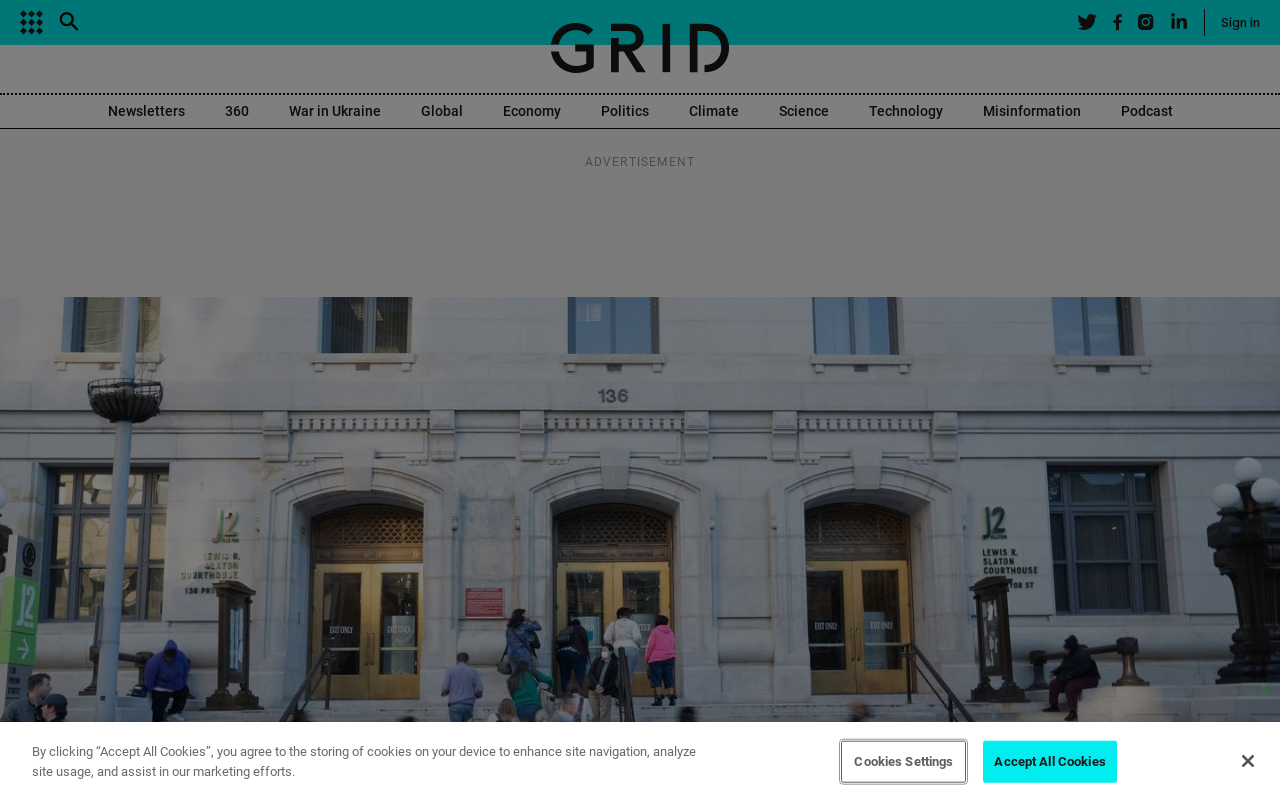 Sign in
GRID
Newsletters
360
War in Ukraine
Global
Economy
Politics
Climate
Science
Technology
Misinformation
Podcast
ADVERTISEMENT
136
J2
LEWIS R.
SLATON
COURTHOUSE
136 PR
J2
LEWIS R.
SLATON
COURTHOUSE
J2
EXIT ONLY
EXIT ONLY
EXIT ONLY
EXIT ONLY
By clicking “Accept All Cookies”, you agree to the storing of cookies on your device to enhance site navigation, analyze
site usage, and assist in our marketing efforts.
Cookies Settings
Accept All Cookies